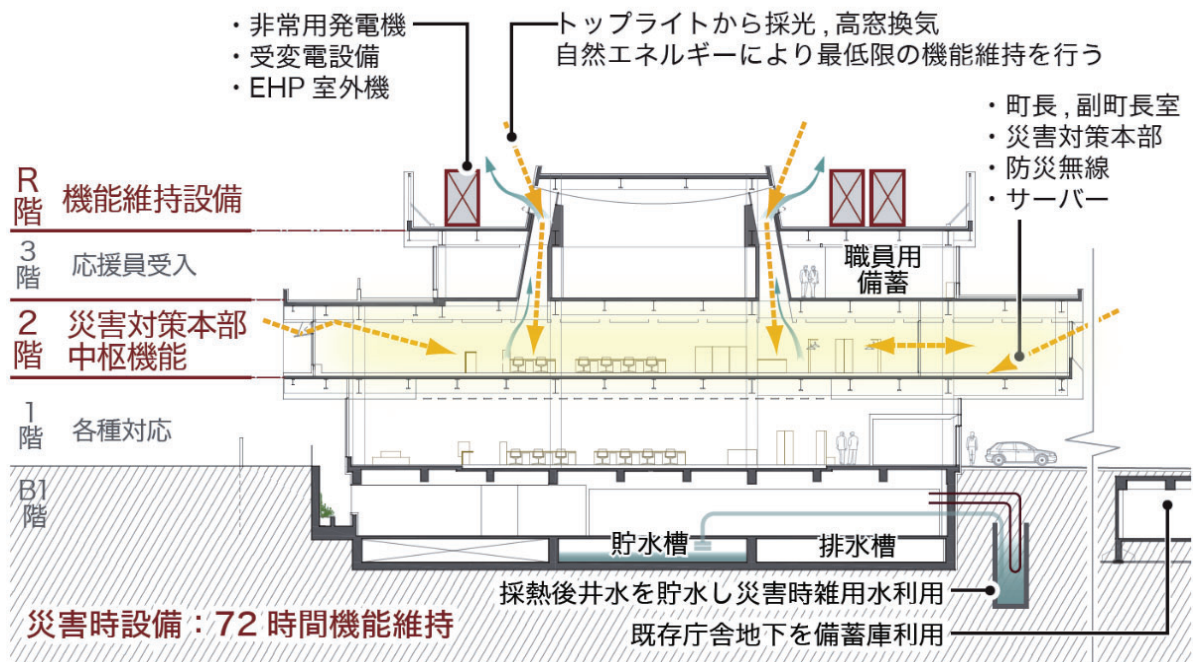 ・非常用発電機
・受変電設備
・EHP 室外機
トップライトから採光 , 高窓換気
自然エネルギーにより最低限の機能維持を行う
・町長 , 副町長室
・災害対策本部
・防災無線
・サーバー
R階
機能維持設備
3階
応援員受入
職員用
備蓄
2階
災害対策本部
中枢機能
1階
各種対応
B1階
貯水槽
排水槽
採熱後井水を貯水し災害時雑用水利用
既存庁舎地下を備蓄庫利用
災害時設備：72 時間機能維持